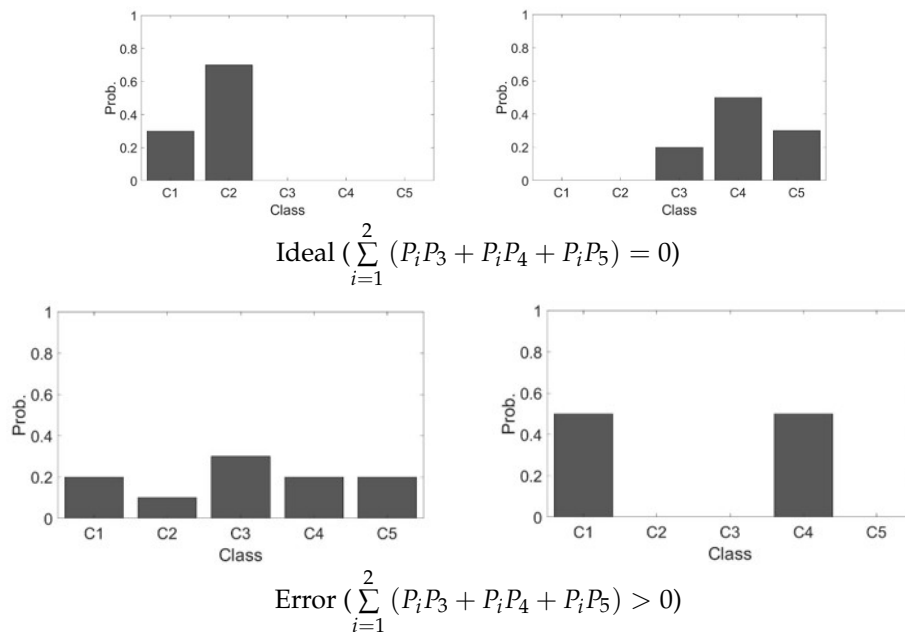 1
0.8
0.6
0.4
0.2
0
Prob.
C1 C2 C3 C4 C5
Class
1
0.8
0.6
0.4
0.2
0
Prob.
C1 C2 C3 C4 C5
Class
Ideal (∑_{i=1}^{2} (P_iP_3 + P_iP_4 + P_iP_5) = 0)
1
0.8
0.6
0.4
0.2
0
Prob.
C1 C2 C3 C4 C5
Class
1
0.8
0.6
0.4
0.2
0
Prob.
C1 C2 C3 C4 C5
Class
Error (∑_{i=1}^{2} (P_iP_3 + P_iP_4 + P_iP_5) > 0)